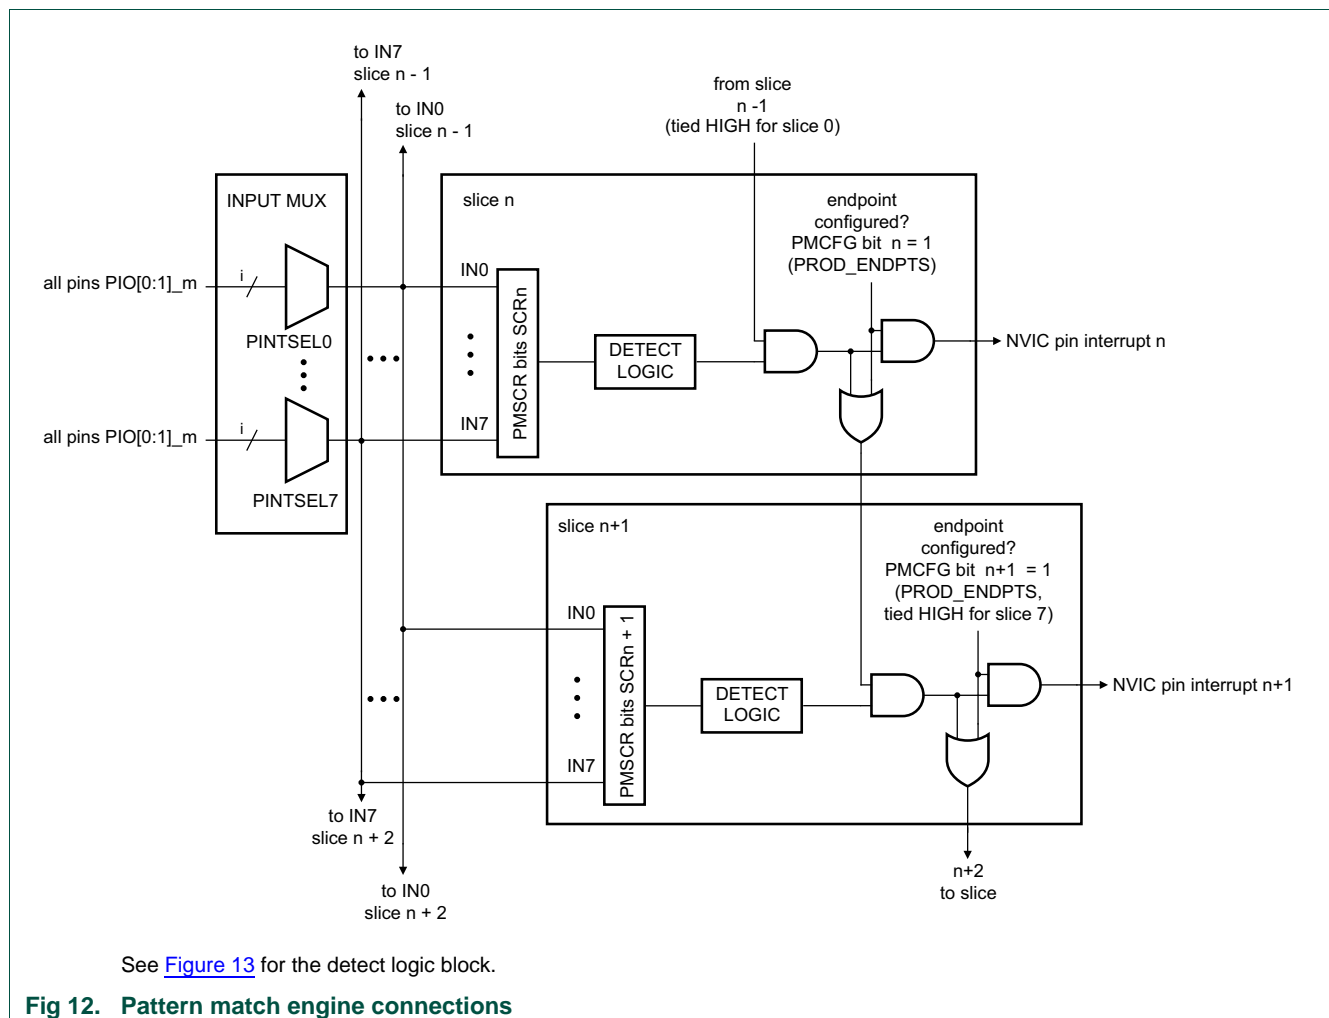 to IN7
slice n - 1
to IN0
slice n - 1
from slice
n -1
(tied HIGH for slice 0)
INPUT MUX
all pins PIO[0:1]_m
i
PINTSEL0
all pins PIO[0:1]_m
i
PINTSEL7
slice n
IN0
IN7
PMSCR bits SCRn
DETECT
LOGIC
endpoint
configured?
PMCFG bit n = 1
(PROD_ENDPTS)
NVIC pin interrupt n
slice n+1
IN0
IN7
PMSCR bits SCRn + 1
DETECT
LOGIC
endpoint
configured?
PMCFG bit n+1 = 1
(PROD_ENDPTS,
tied HIGH for slice 7)
NVIC pin interrupt n+1
to IN7
slice n + 2
to IN0
slice n + 2
n+2
to slice
See Figure 13 for the detect logic block.
Fig 12. Pattern match engine connections